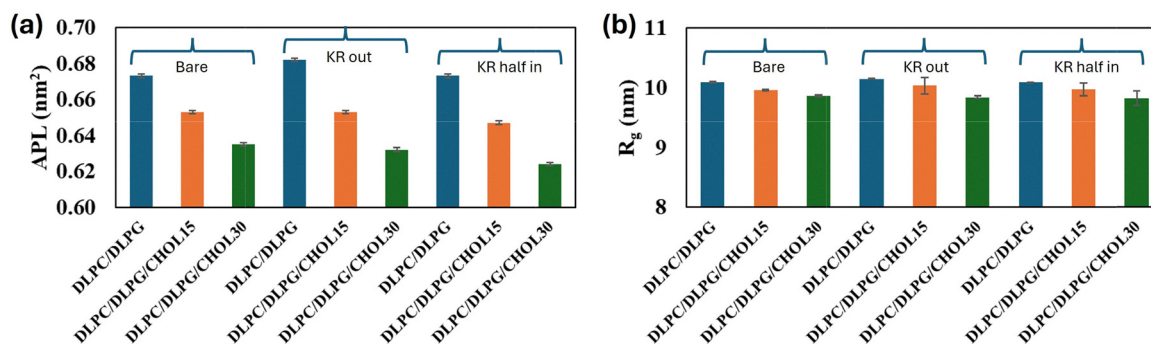 (a)
APL (nm²)
0.70
0.68
0.66
0.64
0.62
0.60
Bare
KR out
KR half in
DLPC/DLPG
DLPC/DLPG/CHOL15
DLPC/DLPG/CHOL30
DLPC/DLPG
DLPC/DLPG/CHOL15
DLPC/DLPG/CHOL30
DLPC/DLPG
DLPC/DLPG/CHOL15
DLPC/DLPG/CHOL30
(b)
Rg (nm)
11
10
9
8
Bare
KR out
KR half in
DLPC/DLPG
DLPC/DLPG/CHOL15
DLPC/DLPG/CHOL30
DLPC/DLPG
DLPC/DLPG/CHOL15
DLPC/DLPG/CHOL30
DLPC/DLPG
DLPC/DLPG/CHOL15
DLPC/DLPG/CHOL30